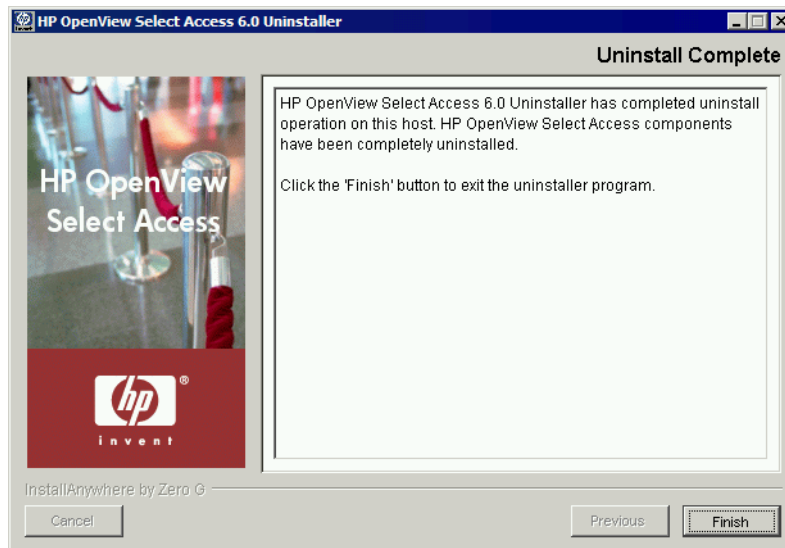 HP OpenView Select Access 6.0 Uninstaller
Uninstall Complete
HP OpenView
Select Access
hp
®
invent
HP OpenView Select Access 6.0 Uninstaller has completed uninstall
operation on this host. HP OpenView Select Access components
have been completely uninstalled.
Click the 'Finish' button to exit the uninstaller program.
InstallAnywhere by Zero G
Cancel
Previous
Finish